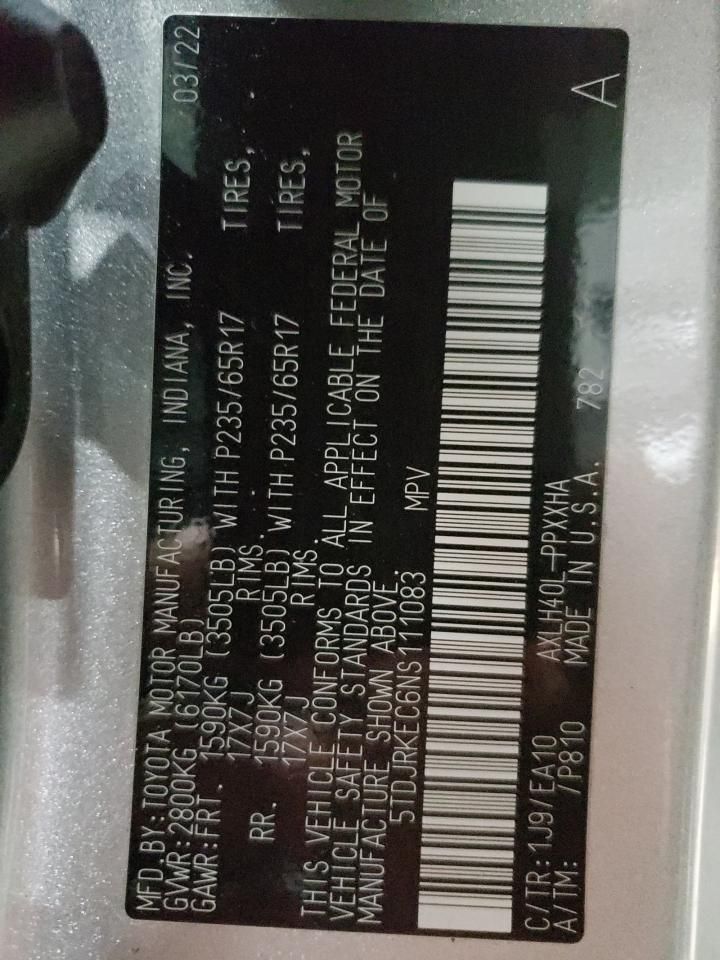 MFD.BY:TOYOTA MOTOR MANUFACTURING, INDIANA, INC. 03/22
GVWR:2800KG (6170LB)
GAWR:FRT. 1590KG (3505LB) WITH P235/65R17 TIRES,
17X7J RIMS.
RR. 1590KG (3505LB) WITH P235/65R17 TIRES,
17X7J RIMS.
THIS VEHICLE CONFORMS TO ALL APPLICABLE FEDERAL MOTOR
VEHICLE SAFETY STANDARDS IN EFFECT ON THE DATE OF
MANUFACTURE SHOWN ABOVE.
5TDJRKEC6NS111083 MPV
C/TR:1J9/EA10 AXLH40L-PPXXHA
A/TM: /P810 MADE IN U.S.A. 782 A